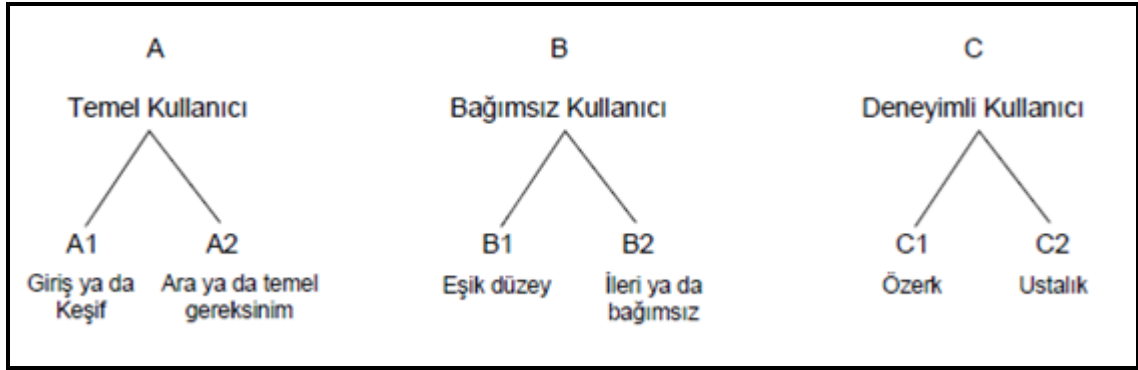 A
Temel Kullanıcı
A1
Giriş ya da
Keşif
A2
Ara ya da temel
gereksinim
B
Bağımsız Kullanıcı
B1
Eşik düzey
B2
İleri ya da
bağımsız
C
Deneyimli Kullanıcı
C1
Özerk
C2
Ustalık